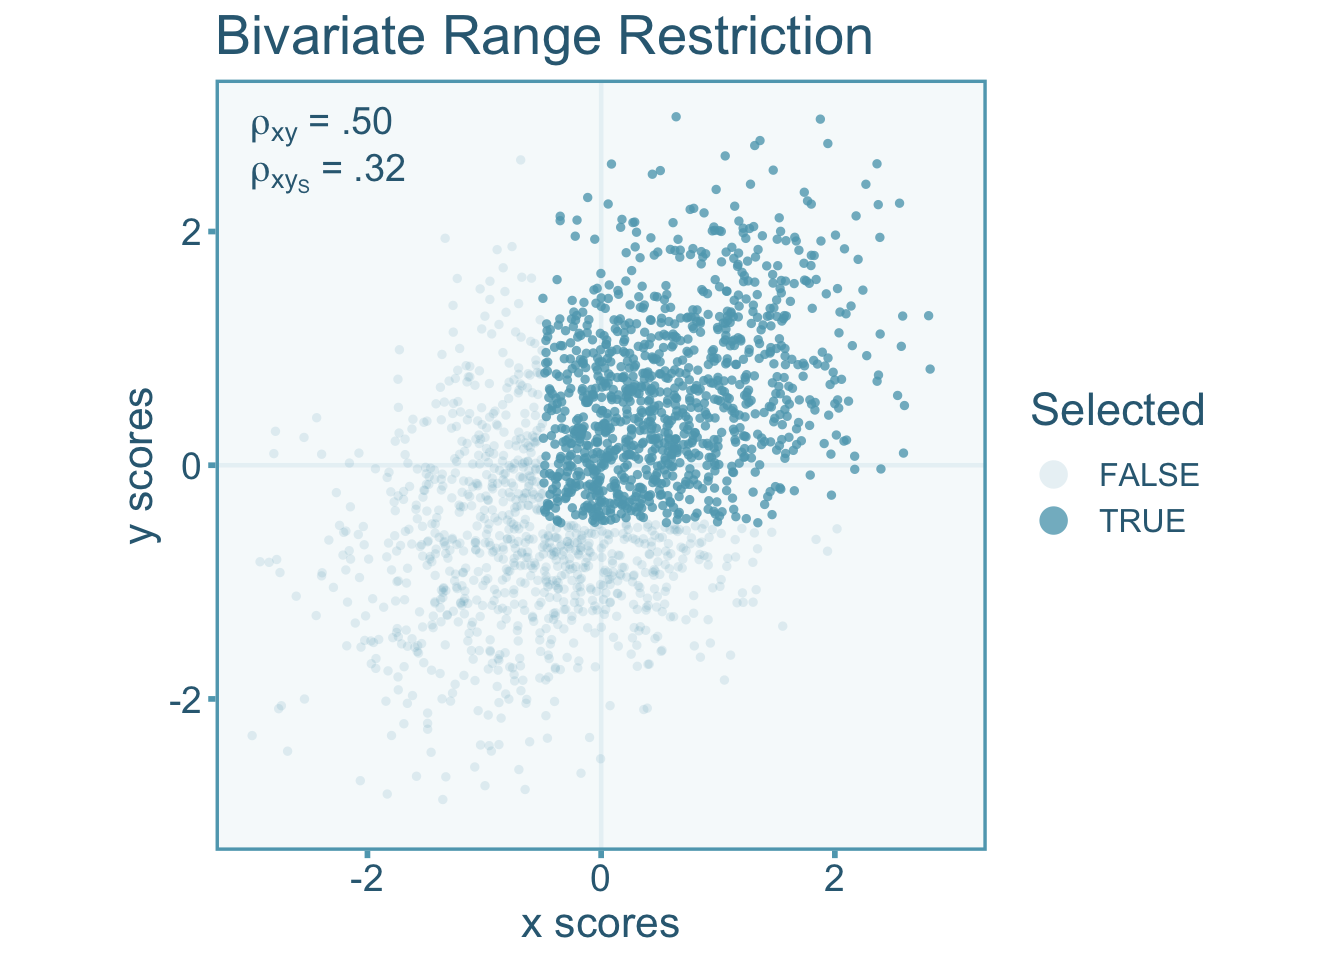 Bivariate Range Restriction
ρxy = .50
ρxyS = .32
2
0
-2
y scores
-2
0
2
x scores
Selected
FALSE
TRUE